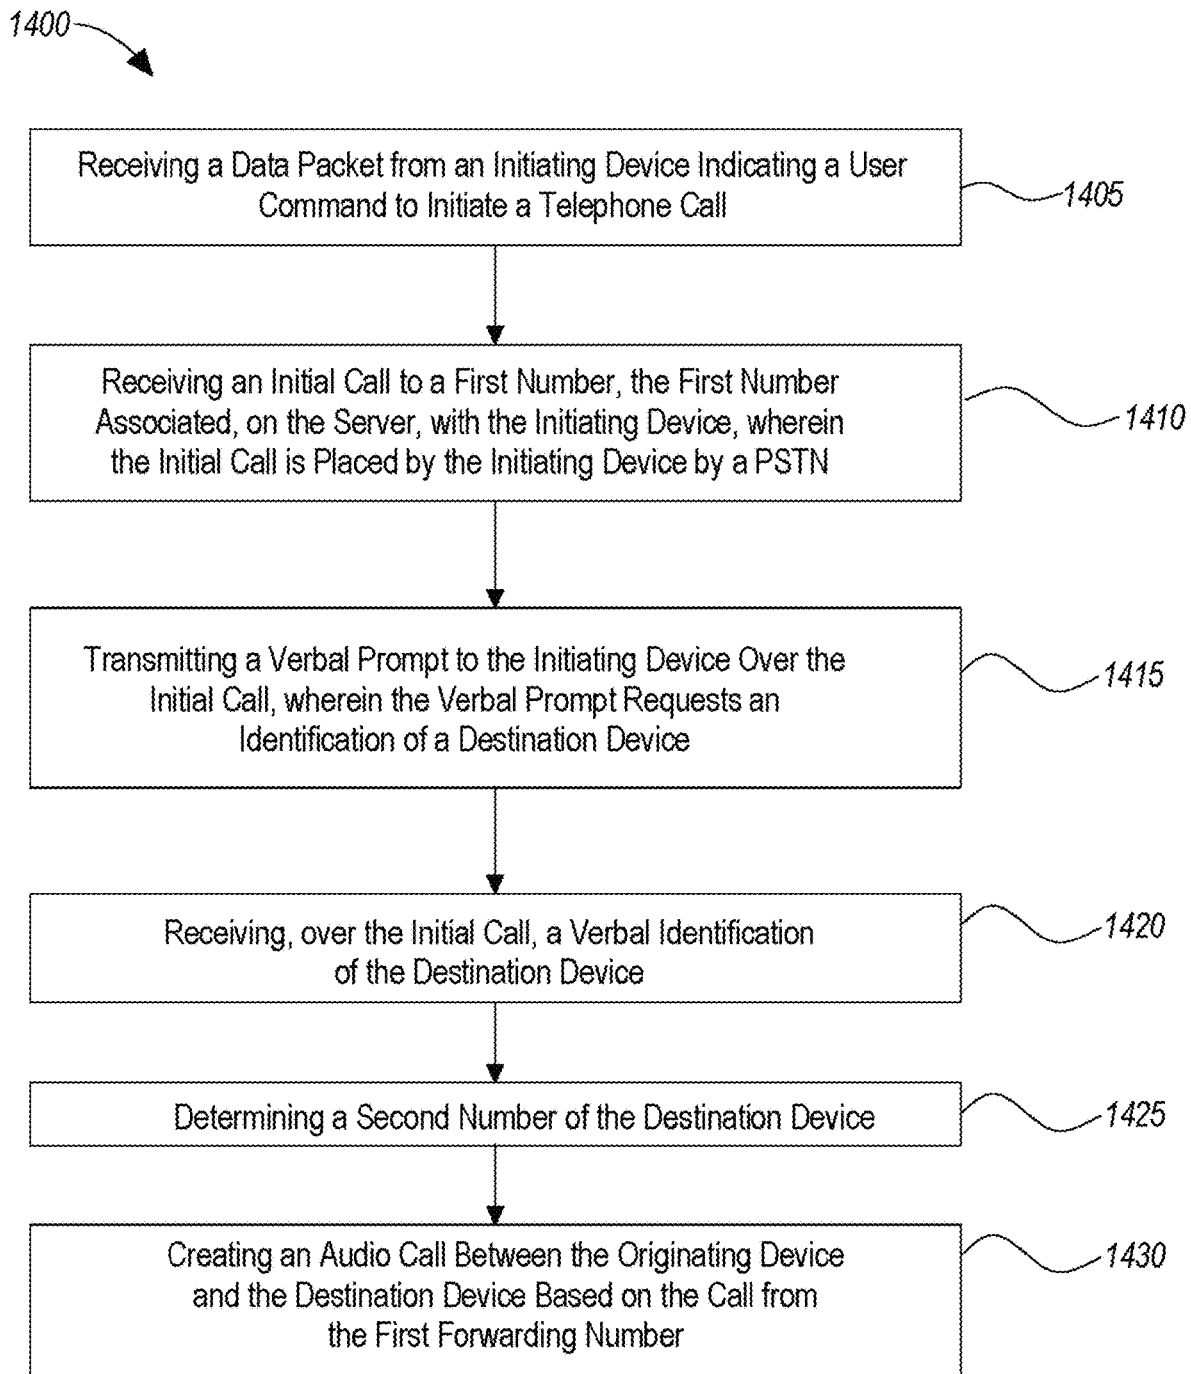 1400
Receiving a Data Packet from an Initiating Device Indicating a User
Command to Initiate a Telephone Call
1405
Receiving an Initial Call to a First Number, the First Number
Associated, on the Server, with the Initiating Device, wherein
the Initial Call is Placed by the Initiating Device by a PSTN
1410
Transmitting a Verbal Prompt to the Initiating Device Over the
Initial Call, wherein the Verbal Prompt Requests an
Identification of a Destination Device
1415
Receiving, over the Initial Call, a Verbal Identification
of the Destination Device
1420
Determining a Second Number of the Destination Device
1425
Creating an Audio Call Between the Originating Device
and the Destination Device Based on the Call from
the First Forwarding Number
1430